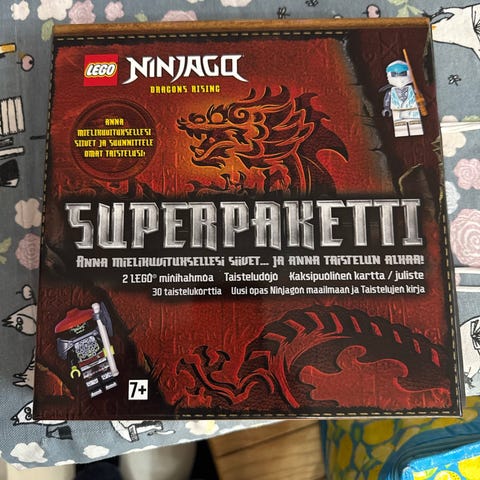 LEGO NINJAGO
DRAGONS RISING
ANNA
MIELIKUVITUKSELLESI
SIIVET JA SUUNNITTELE
OMAT TAISTELUSI!
SUPERPAKETTI
ANNA MIELIKUVITUKSELLESI SIIVET... JA ANNA TAISTELUN ALKAA!
2 LEGO® minihahmoa Taisteludojo Kaksipuolinen kartta / juliste
30 taistelukorttia Uusi opas Ninjagon maailmaan ja Taistelujen kirja
7+